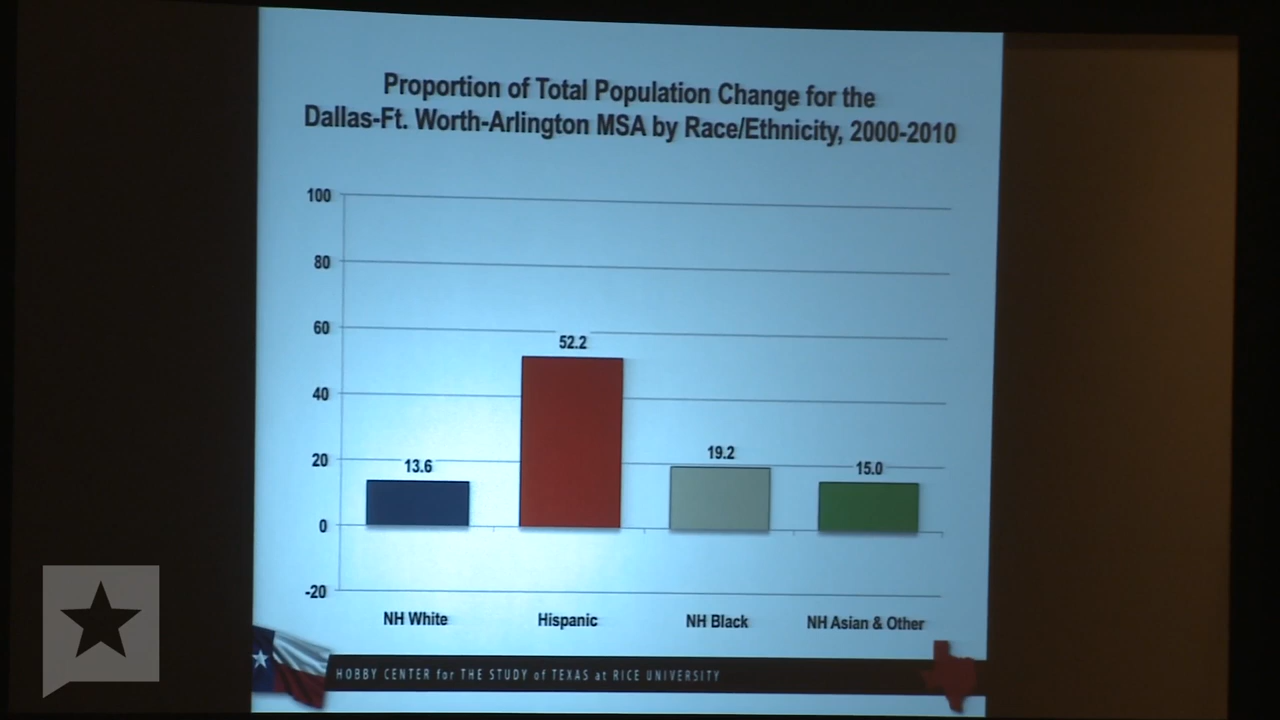 Proportion of Total Population Change for the
Dallas-Ft. Worth-Arlington MSA by Race/Ethnicity, 2000-2010
100
80
60
40
20
0
-20
13.6
52.2
19.2
15.0
NH White
Hispanic
NH Black
NH Asian & Other
HOBBY CENTER for THE STUDY of TEXAS at RICE UNIVERSITY